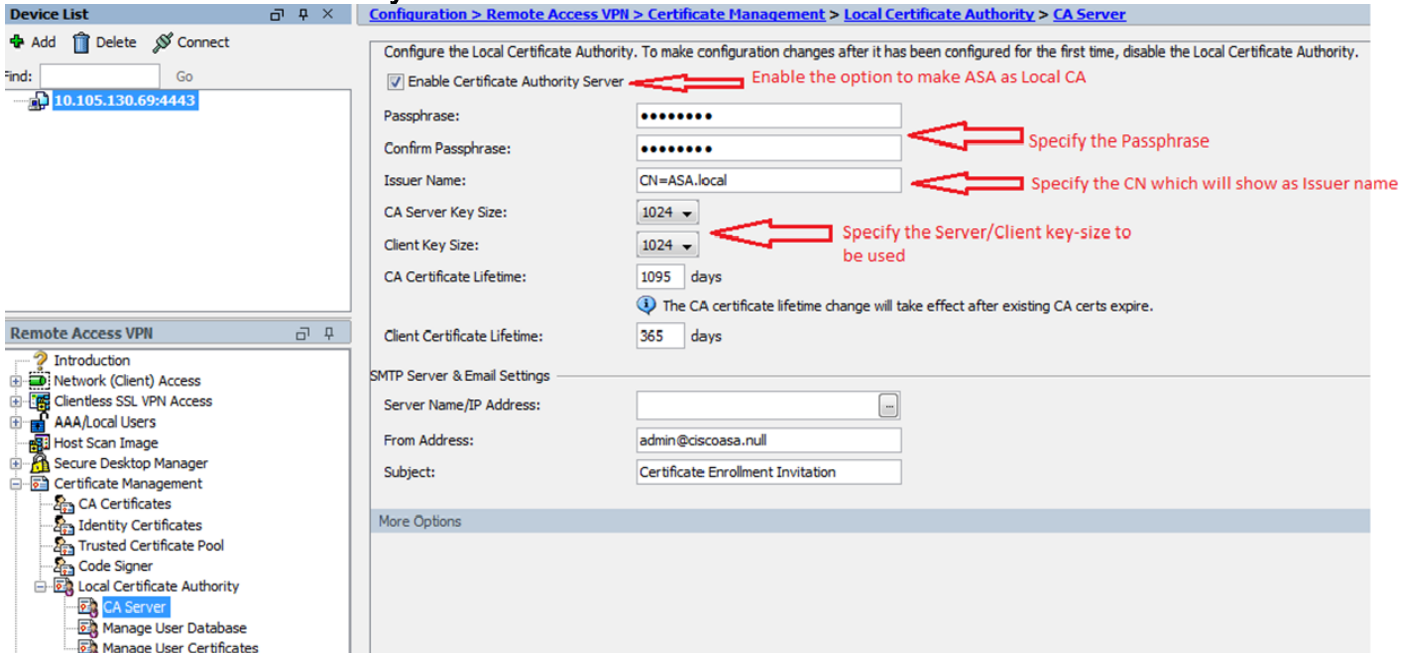 Device List
Add Delete Connect
Find: Go
10.105.130.69:4443
Remote Access VPN
Introduction
Network (Client) Access
Clientless SSL VPN Access
AAA/Local Users
Host Scan Image
Secure Desktop Manager
Certificate Management
CA Certificates
Identity Certificates
Trusted Certificate Pool
Code Signer
Local Certificate Authority
CA Server
Manage User Database
Manage User Certificates
Configuration > Remote Access VPN > Certificate Management > Local Certificate Authority > CA Server
Configure the Local Certificate Authority. To make configuration changes after it has been configured for the first time, disable the Local Certificate Authority.
Enable Certificate Authority Server
Enable the option to make ASA as Local CA
Passphrase: ••••••••
Confirm Passphrase: ••••••••
Specify the Passphrase
Issuer Name: CN=ASA.local
Specify the CN which will show as Issuer name
CA Server Key Size: 1024
Client Key Size: 1024
Specify the Server/Client key-size to
be used
CA Certificate Lifetime: 1095 days
The CA certificate lifetime change will take effect after existing CA certs expire.
Client Certificate Lifetime: 365 days
SMTP Server & Email Settings
Server Name/IP Address: ...
From Address: admin@ciscoasa.null
Subject: Certificate Enrollment Invitation
More Options